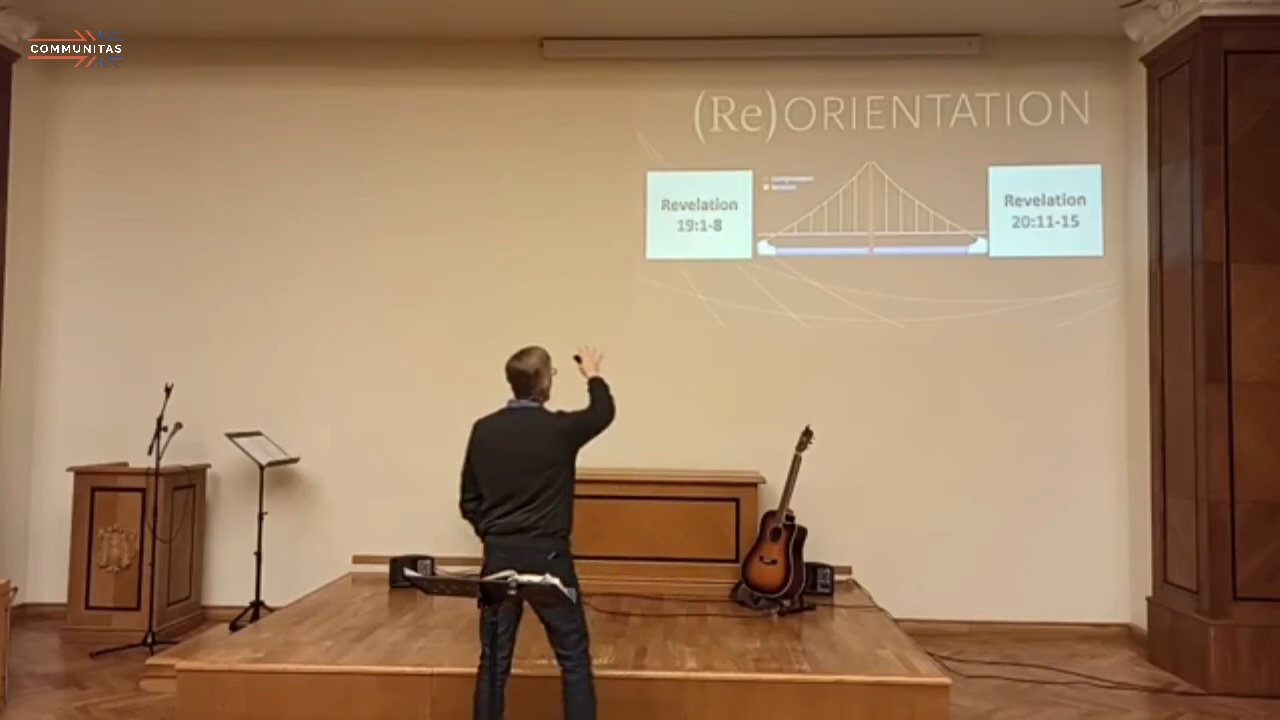 COMMUNITAS
(Re)ORIENTATION
Revelation
19:1-8
Revelation
20:11-15